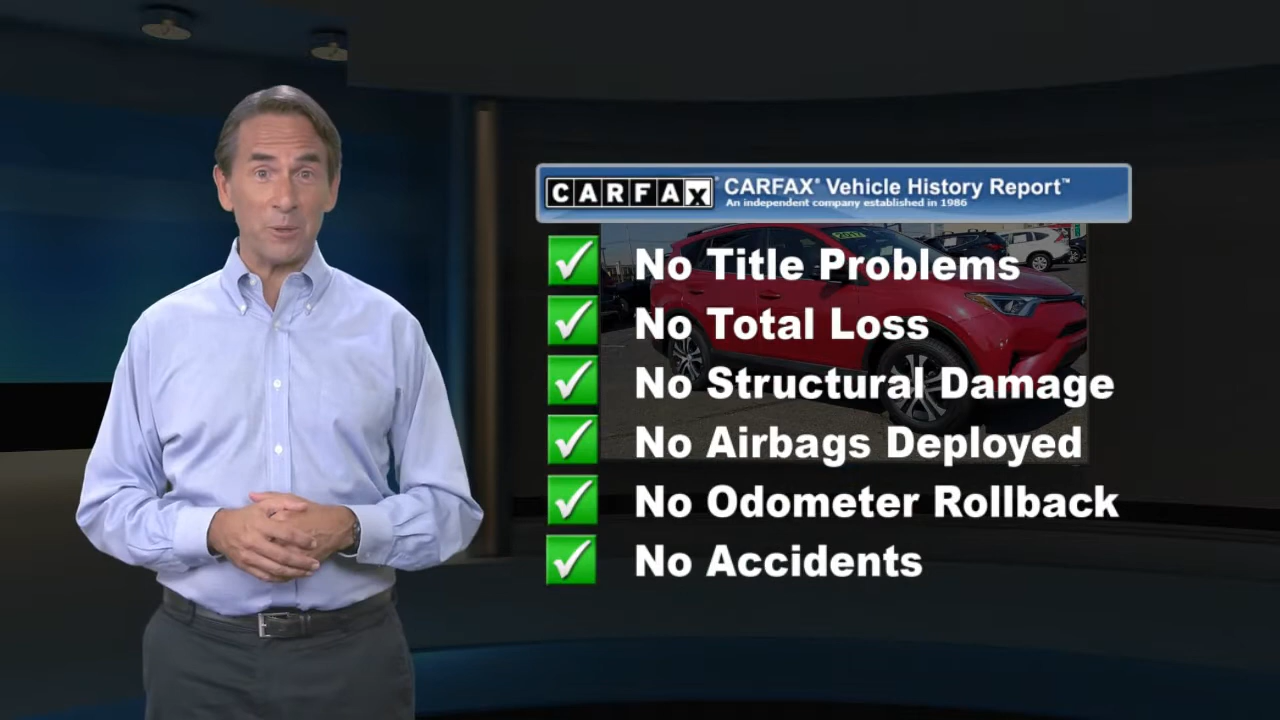 CARFAX
CARFAX® Vehicle History Report™
An independent company established in 1986
2017
No Title Problems
No Total Loss
No Structural Damage
No Airbags Deployed
No Odometer Rollback
No Accidents